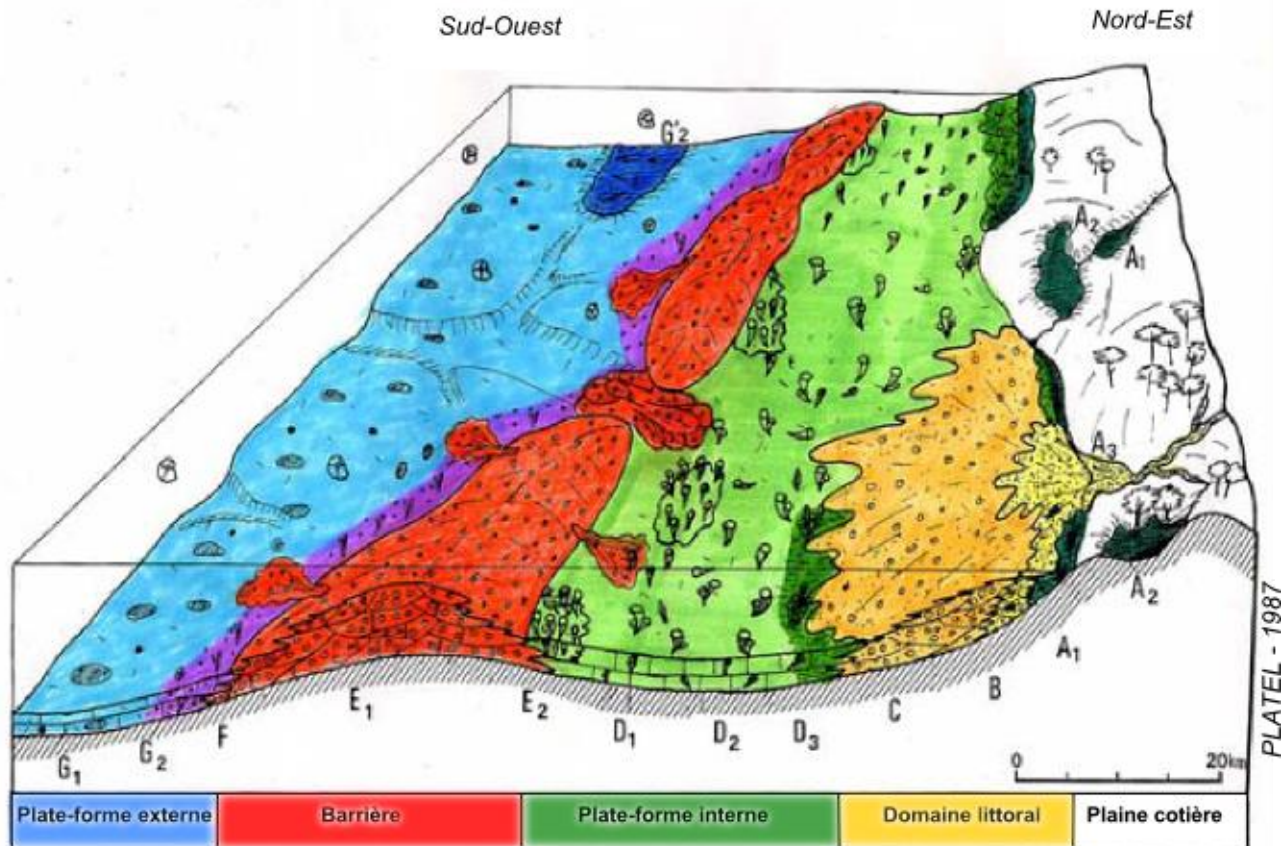 Sud-Ouest
Nord-Est
G'2
A2
A1
A3
A2
A1
B
C
D3
D2
D1
E2
E1
F
G2
G1
0 20km
PLATEL - 1987
Plate-forme externe
Barrière
Plate-forme interne
Domaine littoral
Plaine cotière